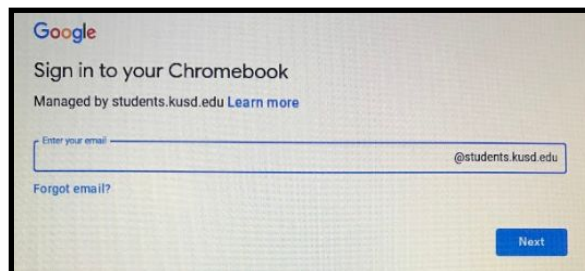 Google
Sign in to your Chromebook
Managed by students.kusd.edu Learn more
Enter your email
@students.kusd.edu
Forgot email?
Next